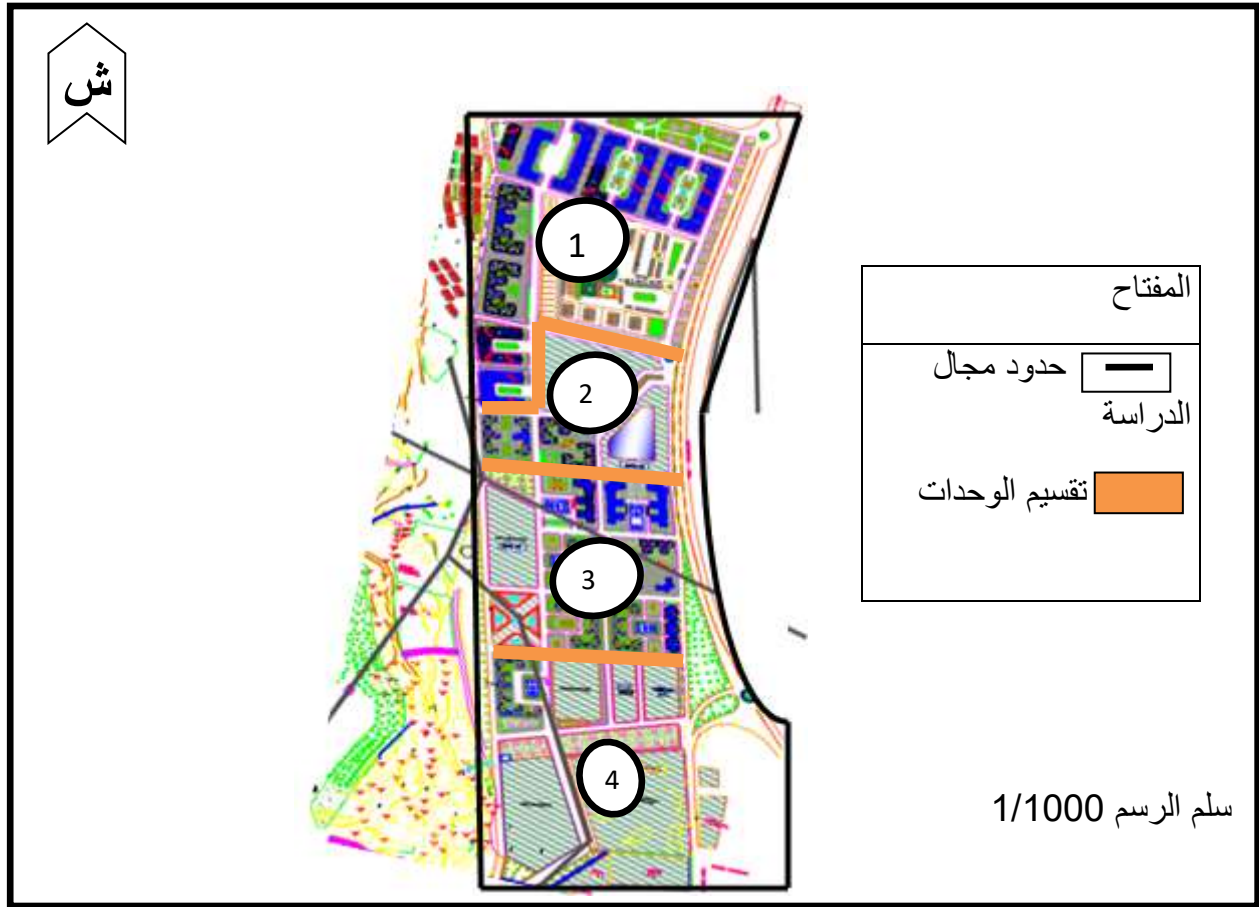 ش
1
2
3
4
المفتاح
حدود مجال
الدراسة
تقسيم الوحدات
سلم الرسم 1/1000